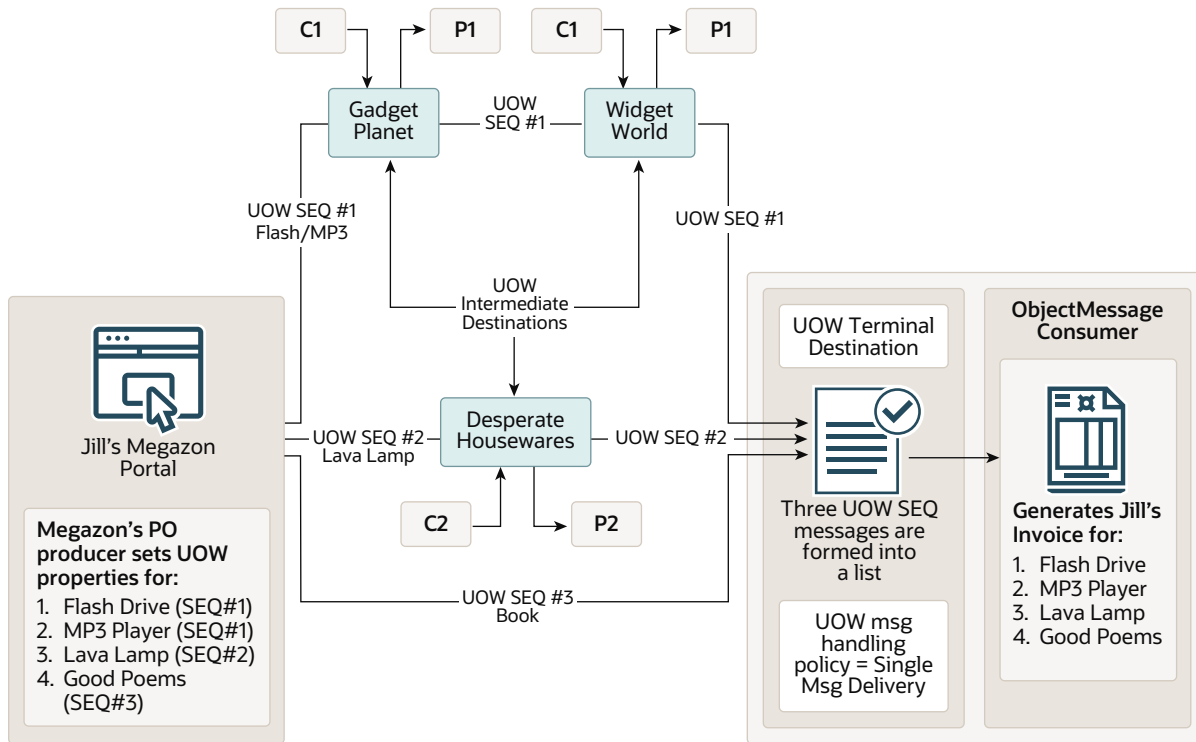 C1
P1
C1
P1
Gadget
Planet
UOW
SEQ #1
Widget
World
UOW SEQ #1
Flash/MP3
UOW SEQ #1
UOW
Intermediate
Destinations
Jill's Megazon
Portal
Megazon's PO
producer sets UOW
properties for:
1. Flash Drive (SEQ#1)
2. MP3 Player (SEQ#1)
3. Lava Lamp (SEQ#2)
4. Good Poems
(SEQ#3)
UOW SEQ #2
Lava Lamp
Desperate
Housewares
UOW SEQ #2
C2
P2
UOW SEQ #3
Book
UOW Terminal
Destination
Three UOW SEQ
messages are
formed into
a list
UOW msg
handling
policy = Single
Msg Delivery
ObjectMessage
Consumer
Generates Jill's
Invoice for:
1. Flash Drive
2. MP3 Player
3. Lava Lamp
4. Good Poems